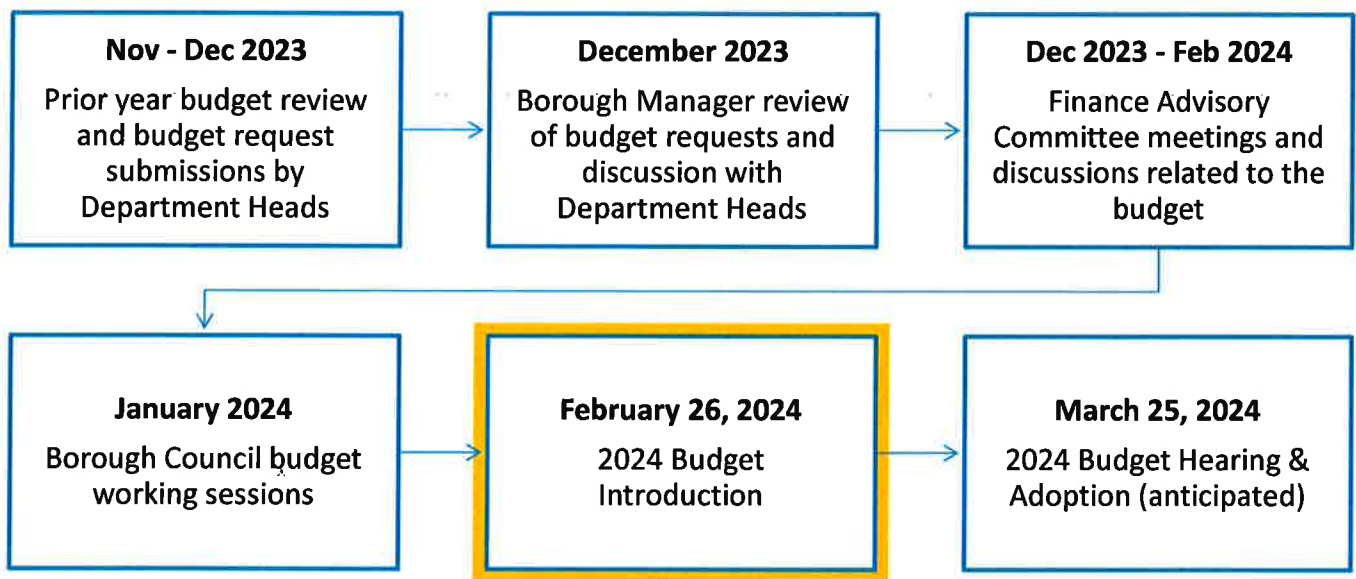 Nov - Dec 2023
Prior year budget review
and budget request
submissions by
Department Heads
December 2023
Borough Manager review
of budget requests and
discussion with
Department Heads
Dec 2023 - Feb 2024
Finance Advisory
Committee meetings and
discussions related to the
budget
January 2024
Borough Council budget
working sessions
February 26, 2024
2024 Budget
Introduction
March 25, 2024
2024 Budget Hearing &
Adoption (anticipated)